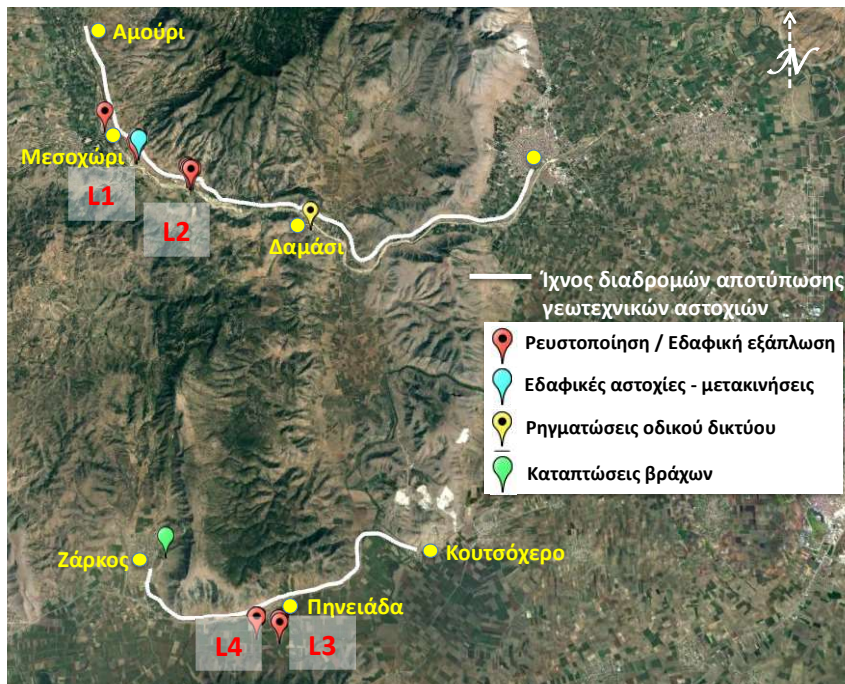 Αμούρι
N
Μεσοχώρι
L1
L2
Δαμάσι
Ίχνος διαδρομών αποτύπωσης
γεωτεχνικών αστοχιών
Ρευστοποίηση / Εδαφική εξάπλωση
Εδαφικές αστοχίες - μετακινήσεις
Ρηγματώσεις οδικού δικτύου
Καταπτώσεις βράχων
Ζάρκος
Κουτσόχερο
Πηνειάδα
L4
L3